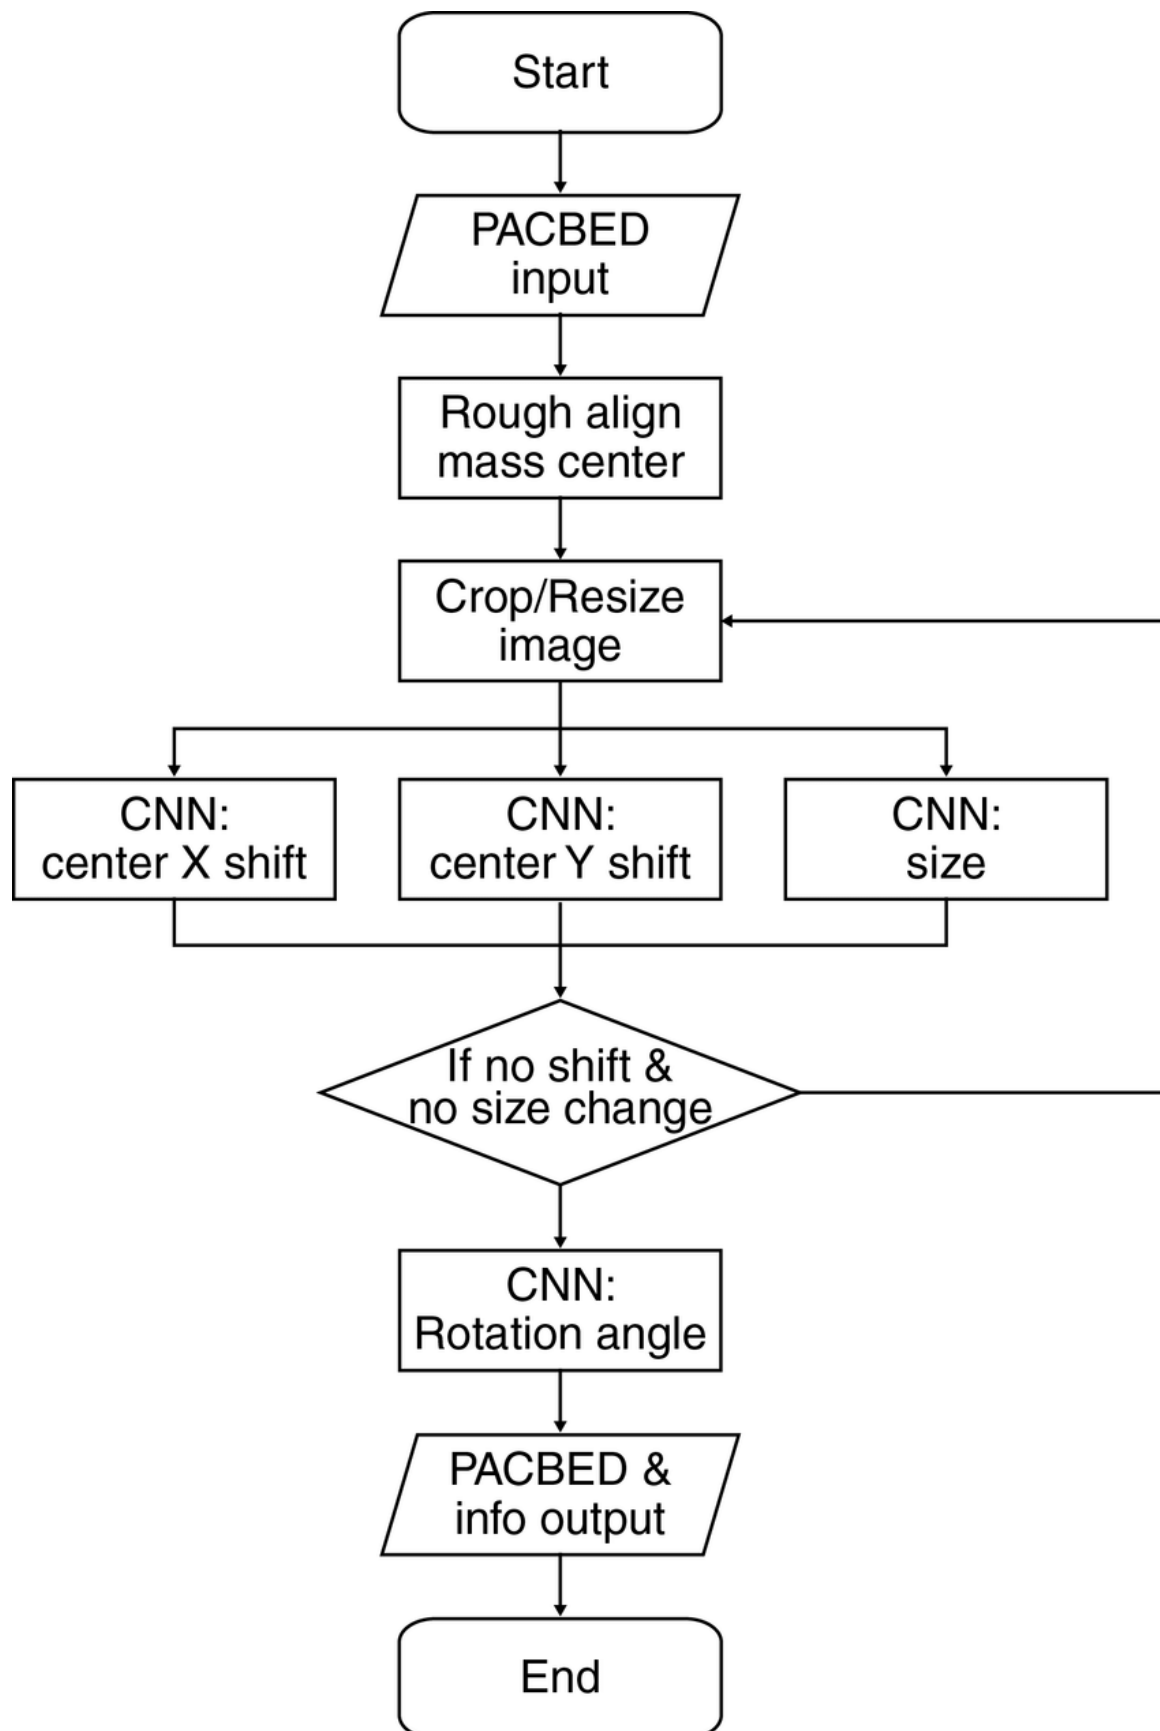 Start
PACBED
input
Rough align
mass center
Crop/Resize
image
CNN:
center X shift
CNN:
center Y shift
CNN:
size
If no shift &
no size change
CNN:
Rotation angle
PACBED &
info output
End